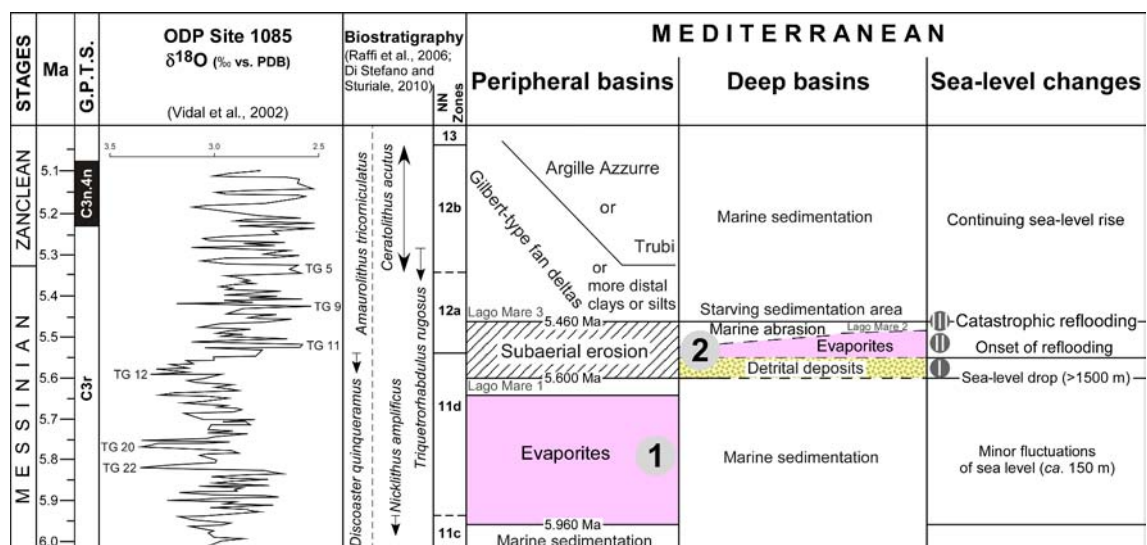 STAGES
Ma
G.P.T.S.
ODP Site 1085
δ18O (‰ vs. PDB)
(Vidal et al., 2002)
Biostratigraphy
(Raffi et al., 2006;
Di Stefano and
Sturiale, 2010)
NN
Zones
MEDITERRANEAN
Peripheral basins
Deep basins
Sea-level changes
ZANCLEAN
MESSINIAN
5.1
5.2
5.3
5.4
5.5
5.6
5.7
5.8
5.9
6.0
C3n.4n
C3r
3.5
3.0
2.5
TG 5
TG 9
TG 11
TG 12
TG 20
TG 22
Discoaster quinqueramus
Amaurolithus tricorniculatus
Nicklithus amplificus
Ceratolithus acutus
Triquetrorhabdulus rugosus
13
12b
12a
11d
11c
Gilbert-type fan deltas
Argille Azzurre
or
Trubi
or
more distal
clays or silts
Lago Mare 3
5.460 Ma
Subaerial erosion
5.600 Ma
Lago Mare 1
Evaporites
1
5.960 Ma
Marine sedimentation
Marine sedimentation
Starving sedimentation area
Marine abrasion
Lago Mare 2
2
Evaporites
Detrital deposits
Marine sedimentation
Continuing sea-level rise
III
Catastrophic reflooding
II
Onset of reflooding
I
Sea-level drop (>1500 m)
Minor fluctuations
of sea level (ca. 150 m)